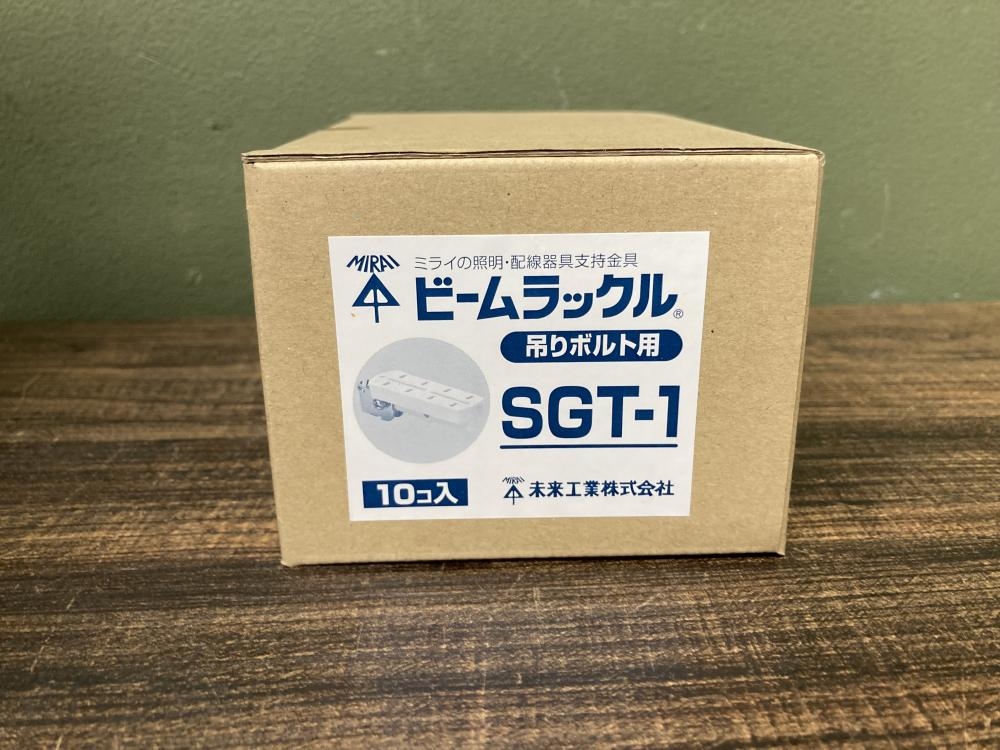 MIRAI
ミライの照明・配線器具支持金具
ビームラックル®
吊りボルト用
SGT-1
10コ入
MIRAI 未来工業株式会社